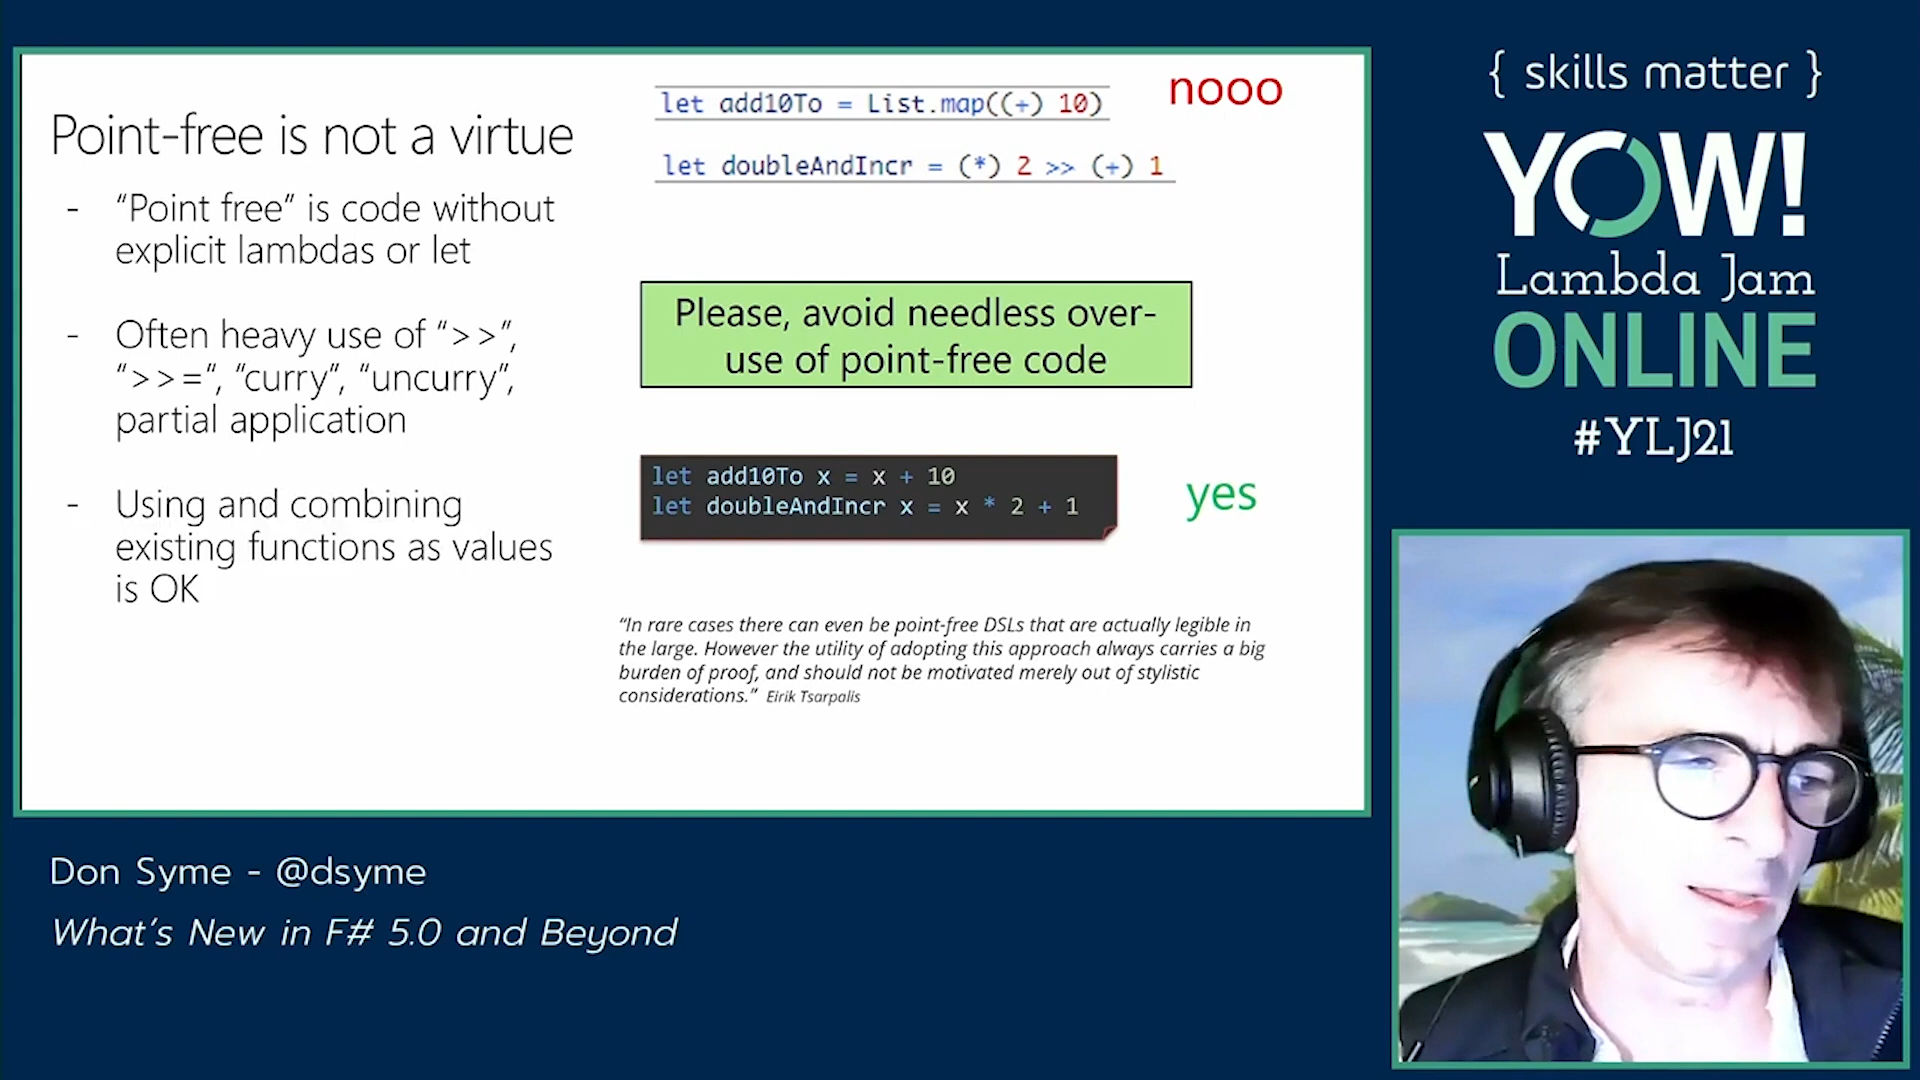 Point-free is not a virtue
- “Point free” is code without
explicit lambdas or let
- Often heavy use of “>>”,
“>>=“, “curry”, “uncurry”,
partial application
- Using and combining
existing functions as values
is OK
let add10To = List.map((+) 10)
nooo
let doubleAndIncr = (*) 2 >> (+) 1
Please, avoid needless over-
use of point-free code
let add10To x = x + 10
let doubleAndIncr x = x * 2 + 1
yes
“In rare cases there can even be point-free DSLs that are actually legible in
the large. However the utility of adopting this approach always carries a big
burden of proof, and should not be motivated merely out of stylistic
considerations.” Eirik Tsarpalis
{ skills matter }
YOW!
Lambda Jam
ONLINE
#YLJ21
Don Syme - @dsyme
What's New in F# 5.0 and Beyond